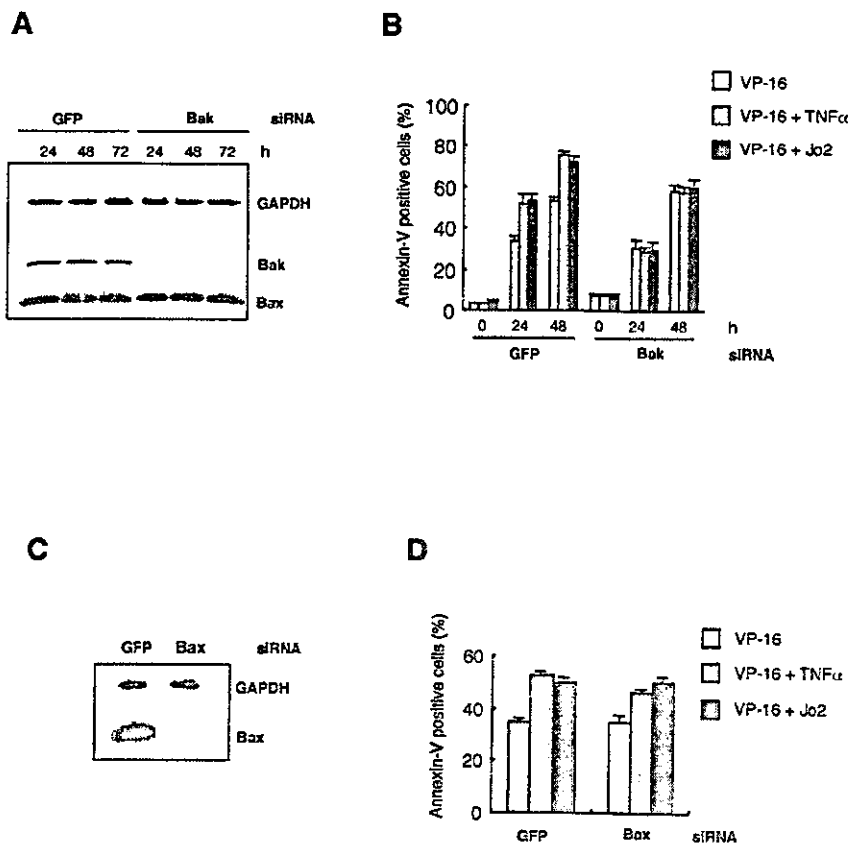 A
GFP Bak siRNA
24 48 72 24 48 72 h
GAPDH
Bak
Bax
B
VP-16
VP-16 + TNFα
VP-16 + Jo2
Annexin-V positive cells (%)
100
80
60
40
20
0
0 24 48 0 24 48 h
GFP Bak siRNA
C
GFP Bax siRNA
GAPDH
Bax
D
VP-16
VP-16 + TNFα
VP-16 + Jo2
Annexin-V positive cells (%)
60
40
20
0
GFP Bax siRNA